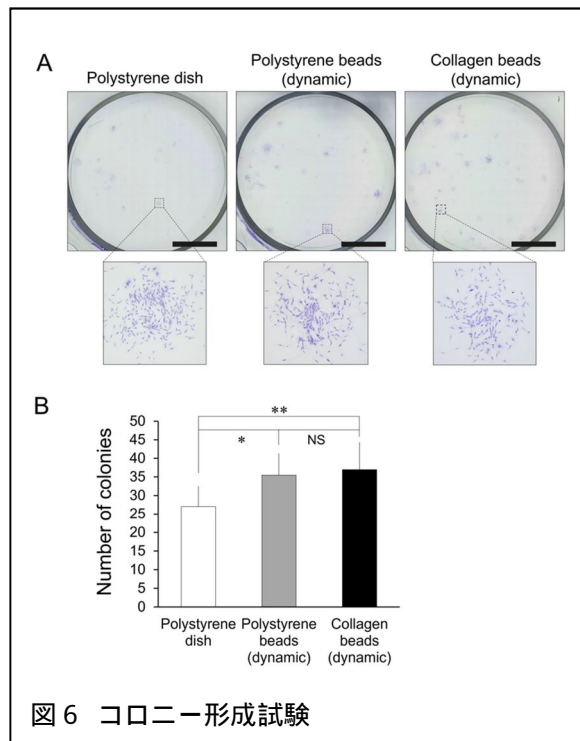 A
Polystyrene dish
Polystyrene beads
(dynamic)
Collagen beads
(dynamic)
B
Number of colonies
50
45
40
35
30
25
20
15
10
5
0
**
*
NS
Polystyrene
dish
Polystyrene
beads
(dynamic)
Collagen
beads
(dynamic)
図6 コロニー形成試験